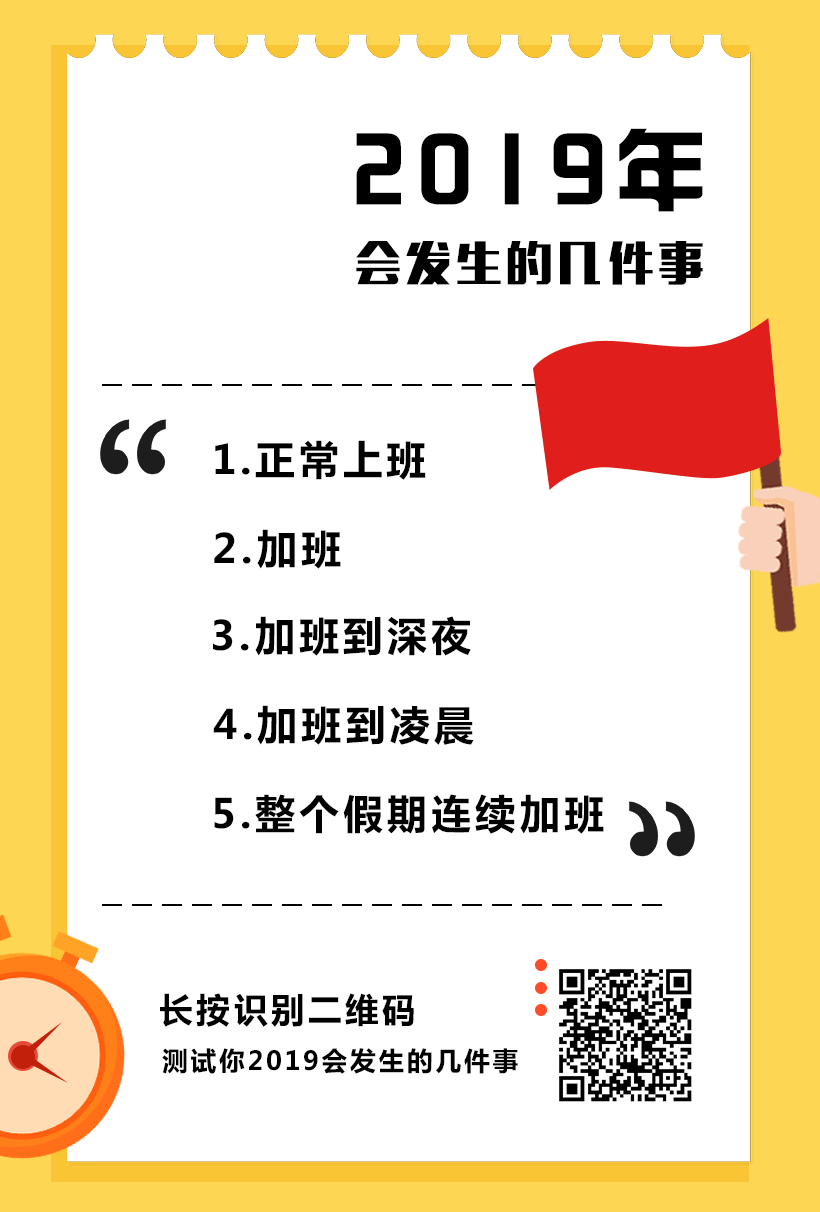 2019年
会发生的几件事
“
1.正常上班
2.加班
3.加班到深夜
4.加班到凌晨
5.整个假期连续加班”
长按识别二维码
测试你2019会发生的几件事